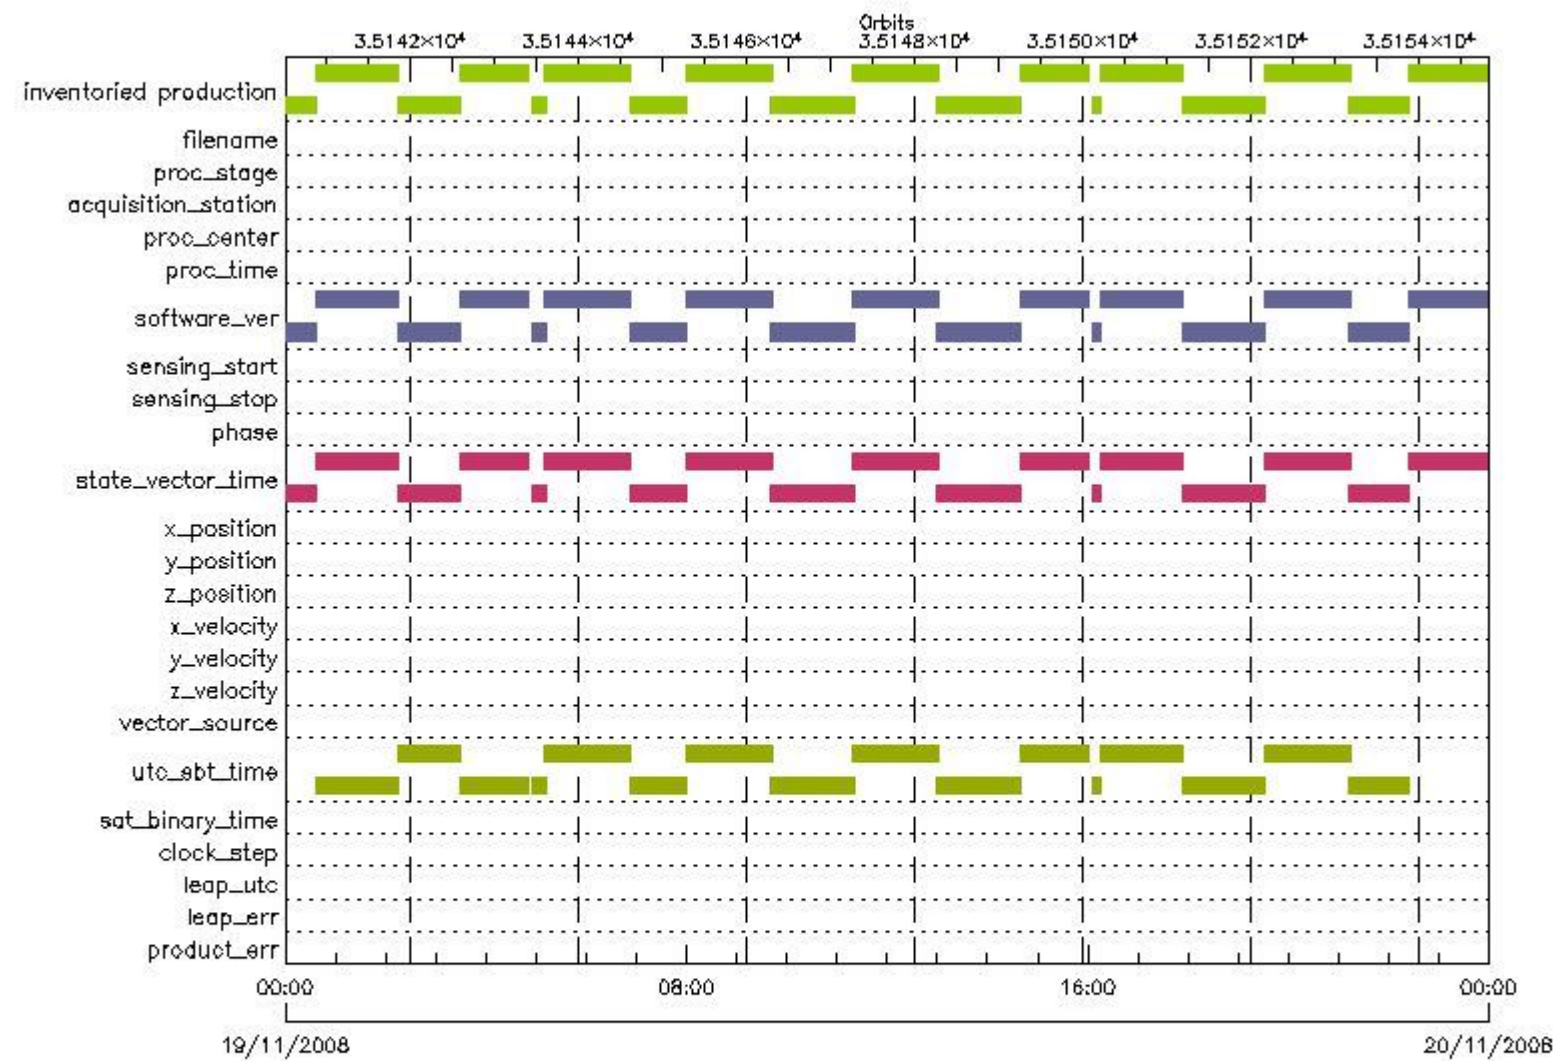 Orbits
3.5142×10⁴ 3.5144×10⁴ 3.5146×10⁴ 3.5148×10⁴ 3.5150×10⁴ 3.5152×10⁴ 3.5154×10⁴
inventoried production
filename
proc_stage
acquisition_station
proc_center
proc_time
software_ver
sensing_start
sensing_stop
phase
state_vector_time
x_position
y_position
z_position
x_velocity
y_velocity
z_velocity
vector_source
utc_sbt_time
sat_binary_time
clock_step
leap_utc
leap_err
product_err
00:00 08:00 16:00 00:00
19/11/2008 20/11/2008